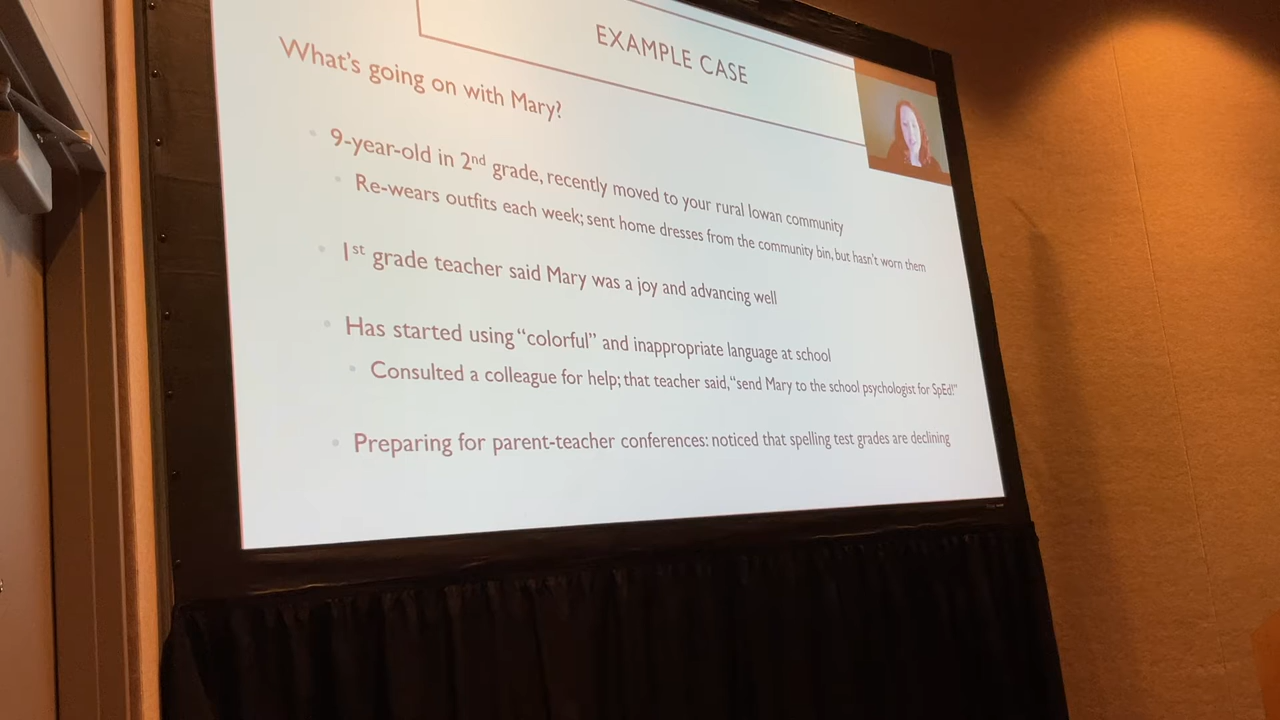 EXAMPLE CASE
What's going on with Mary?
9-year-old in 2nd grade, recently moved to your rural Iowan community
Re-wears outfits each week; sent home dresses from the community bin, but hasn't worn them
1st grade teacher said Mary was a joy and advancing well
Has started using "colorful" and inappropriate language at school
Consulted a colleague for help; that teacher said, "send Mary to the school psychologist for SpEd!"
Preparing for parent-teacher conferences: noticed that spelling test grades are declining